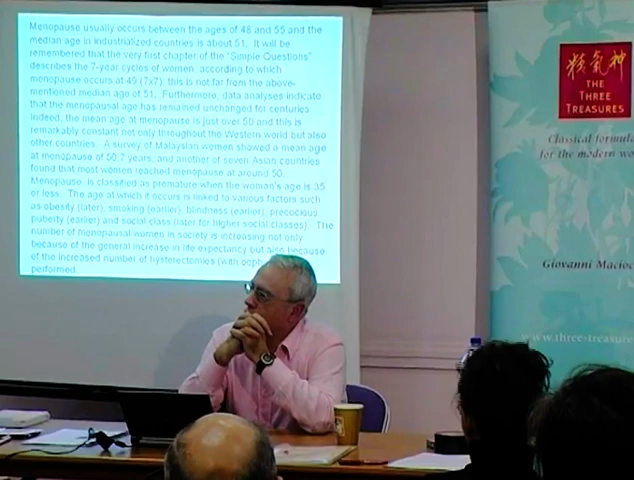 Menopause usually occurs between the ages of 48 and 55 and the
median age in industrialized countries is about 51. It will be
remembered that the very first chapter of the "Simple Questions"
describes the 7-year cycles of women, according to which
menopause occurs at 49 (7x7): this is not far from the above-
mentioned median age of 51. Furthermore, data analyses indicate
that the menopausal age has remained unchanged for centuries.
Indeed, the mean age at menopause is just over 50 and this is
remarkably constant not only throughout the Western world but also
other countries. A survey of Malaysian women showed a mean age
at menopause of 50.7 years, and another of seven Asian countries
found that most women reached menopause at around 50.
Menopause is classified as premature when the woman's age is 35
or less. The age at which it occurs is linked to various factors such
as obesity (later), smoking (earlier), blindness (earlier), precocious
puberty (earlier) and social class (later for higher social classes). The
number of menopausal women in society is increasing not only
because of the general increase in life expectancy but also because
of the increased number of hysterectomies (with ooph
performed.
精氣神
THE
THREE
TREASURES
Classical formula
for the modern wo
Giovanni Macioc
www.three-treasure